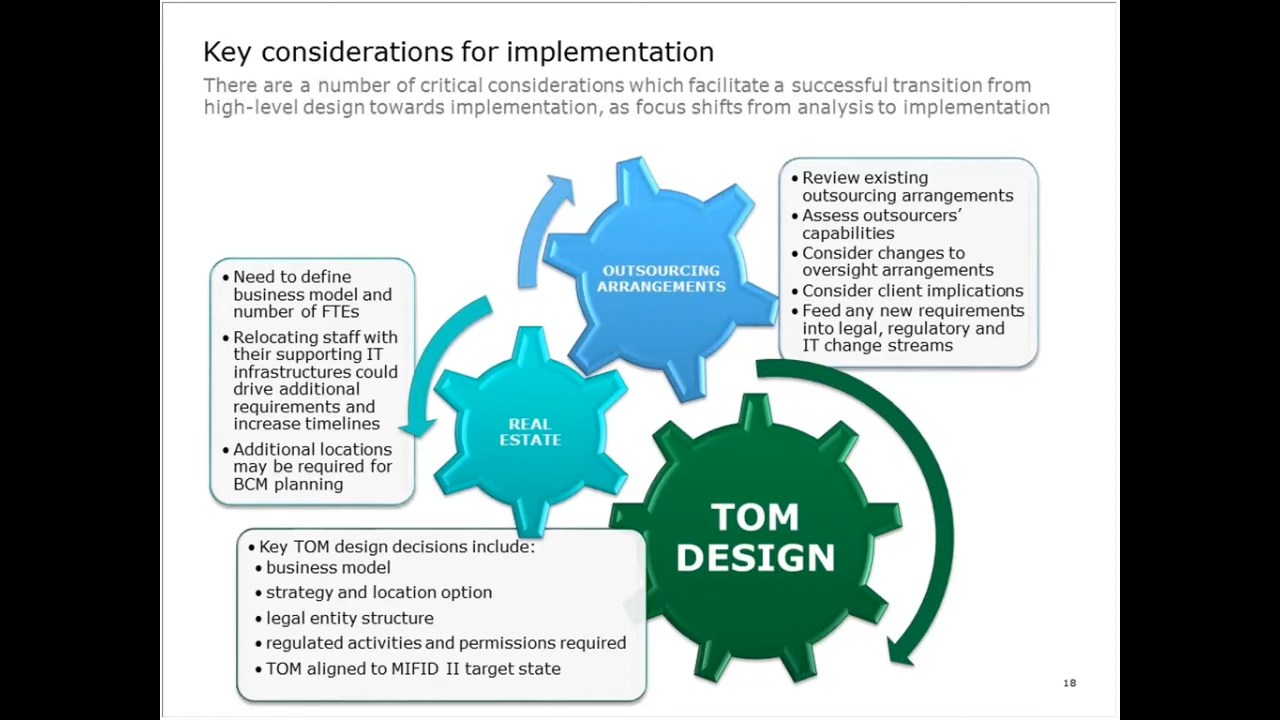 Key considerations for implementation
There are a number of critical considerations which facilitate a successful transition from
high-level design towards implementation, as focus shifts from analysis to implementation
OUTSOURCING
ARRANGEMENTS
• Review existing
outsourcing arrangements
• Assess outsourcers’
capabilities
• Consider changes to
oversight arrangements
• Consider client implications
• Feed any new requirements
into legal, regulatory and
IT change streams
• Need to define
business model and
number of FTEs
• Relocating staff with
their supporting IT
infrastructures could
drive additional
requirements and
increase timelines
• Additional locations
may be required for
BCM planning
REAL
ESTATE
TOM
DESIGN
• Key TOM design decisions include:
• business model
• strategy and location option
• legal entity structure
• regulated activities and permissions required
• TOM aligned to MIFID II target state
18